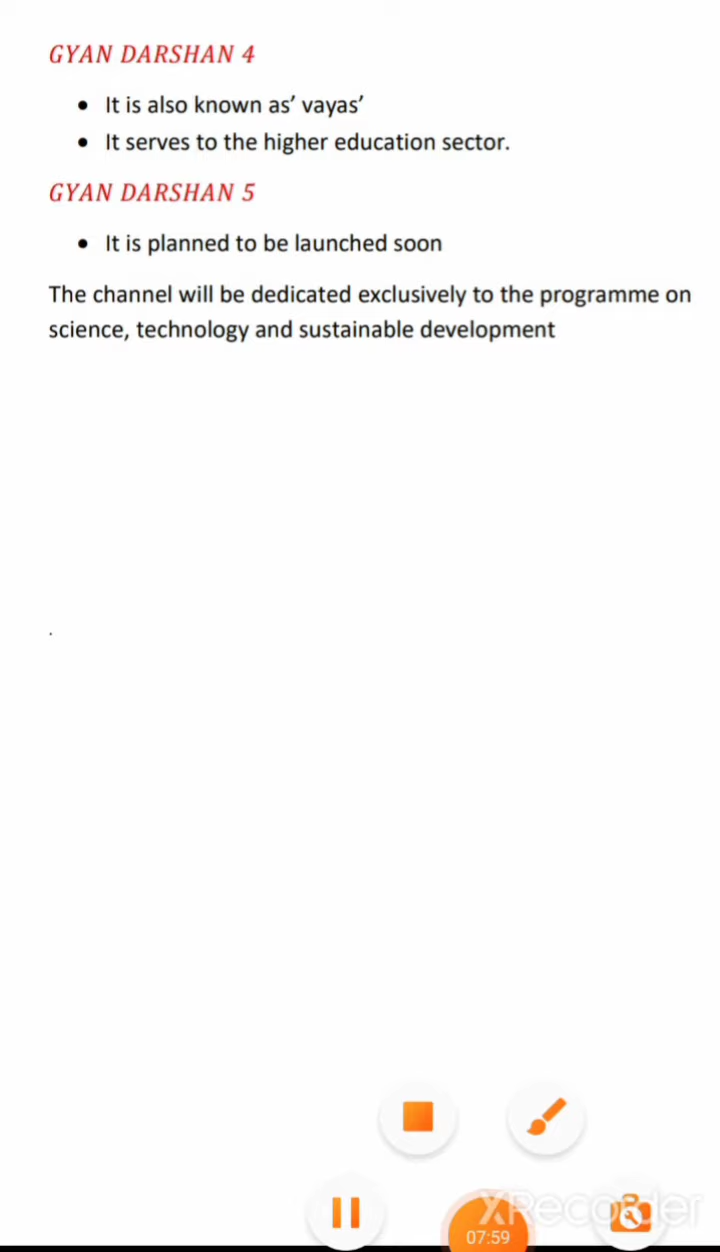 GYAN DARSHAN 4
• It is also known as’ vayas’
• It serves to the higher education sector.
GYAN DARSHAN 5
• It is planned to be launched soon
The channel will be dedicated exclusively to the programme on
science, technology and sustainable development
.
XRecorder
07:59